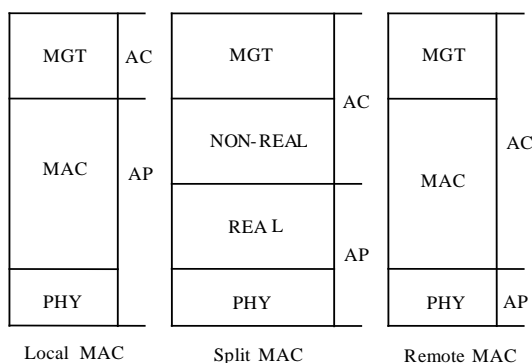 MGT AC
MAC AP
PHY
Local MAC
MGT
AC
NON-REAL
REAL
AP
PHY
Split MAC
MGT
AC
MAC
PHY AP
Remote MAC